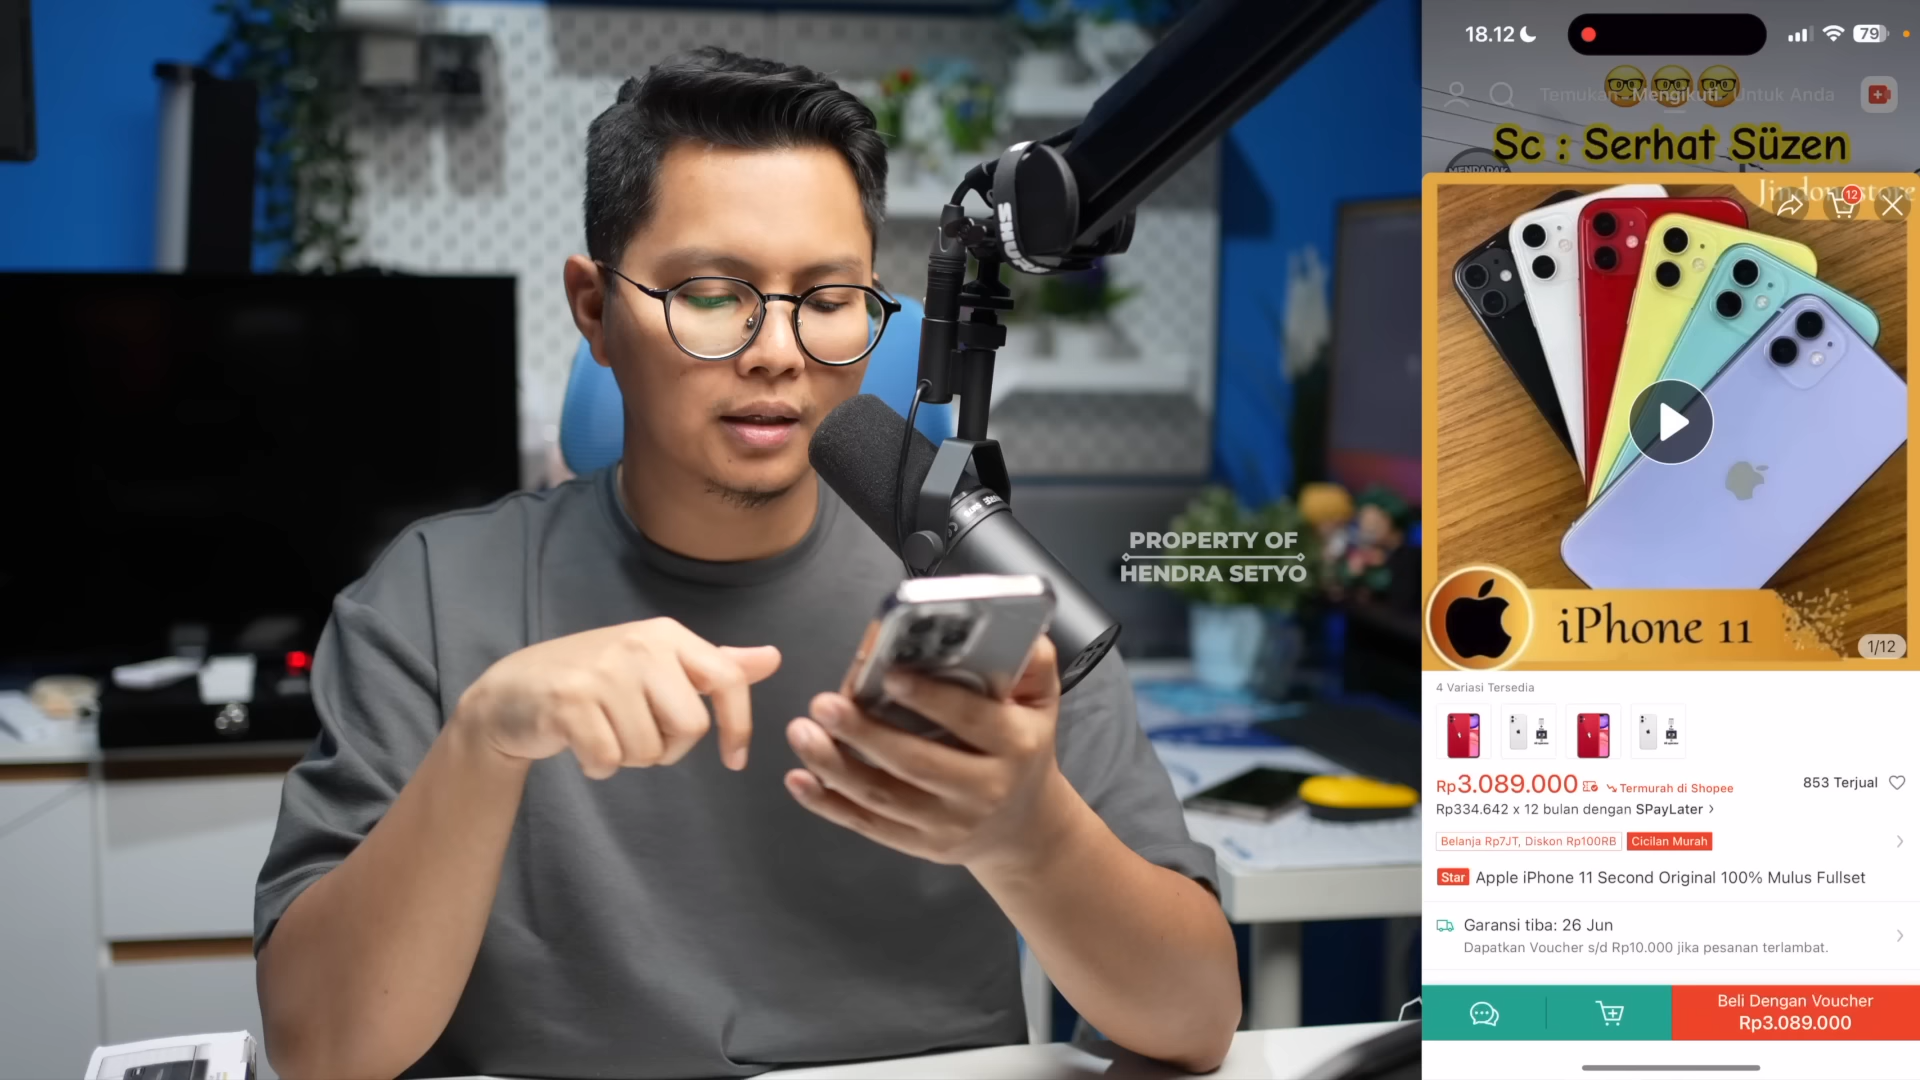 SHURE
PROPERTY OF
HENDRA SETYO
18.12
79
Temukan Mengikuti Untuk Anda
Sc : Serhat Süzen
MENDADAK
12
iPhone 11
1/12
4 Variasi Tersedia
Rp3.089.000
Termurah di Shopee
853 Terjual
Rp334.642 x 12 bulan dengan SPayLater >
Belanja Rp7JT, Diskon Rp100RB
Cicilan Murah
Star Apple iPhone 11 Second Original 100% Mulus Fullset
Garansi tiba: 26 Jun
Dapatkan Voucher s/d Rp10.000 jika pesanan terlambat.
Beli Dengan Voucher
Rp3.089.000